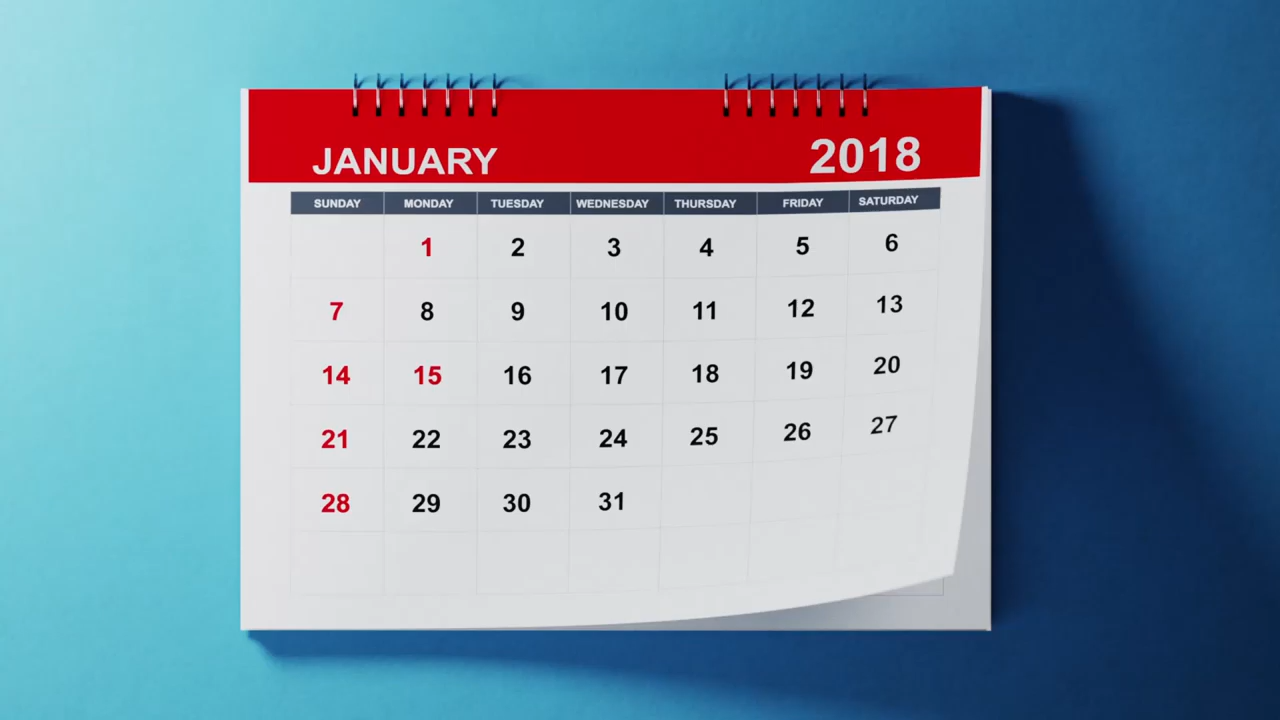 JANUARY 2018
SUNDAY MONDAY TUESDAY WEDNESDAY THURSDAY FRIDAY SATURDAY
1 2 3 4 5 6
7 8 9 10 11 12 13
14 15 16 17 18 19 20
21 22 23 24 25 26 27
28 29 30 31